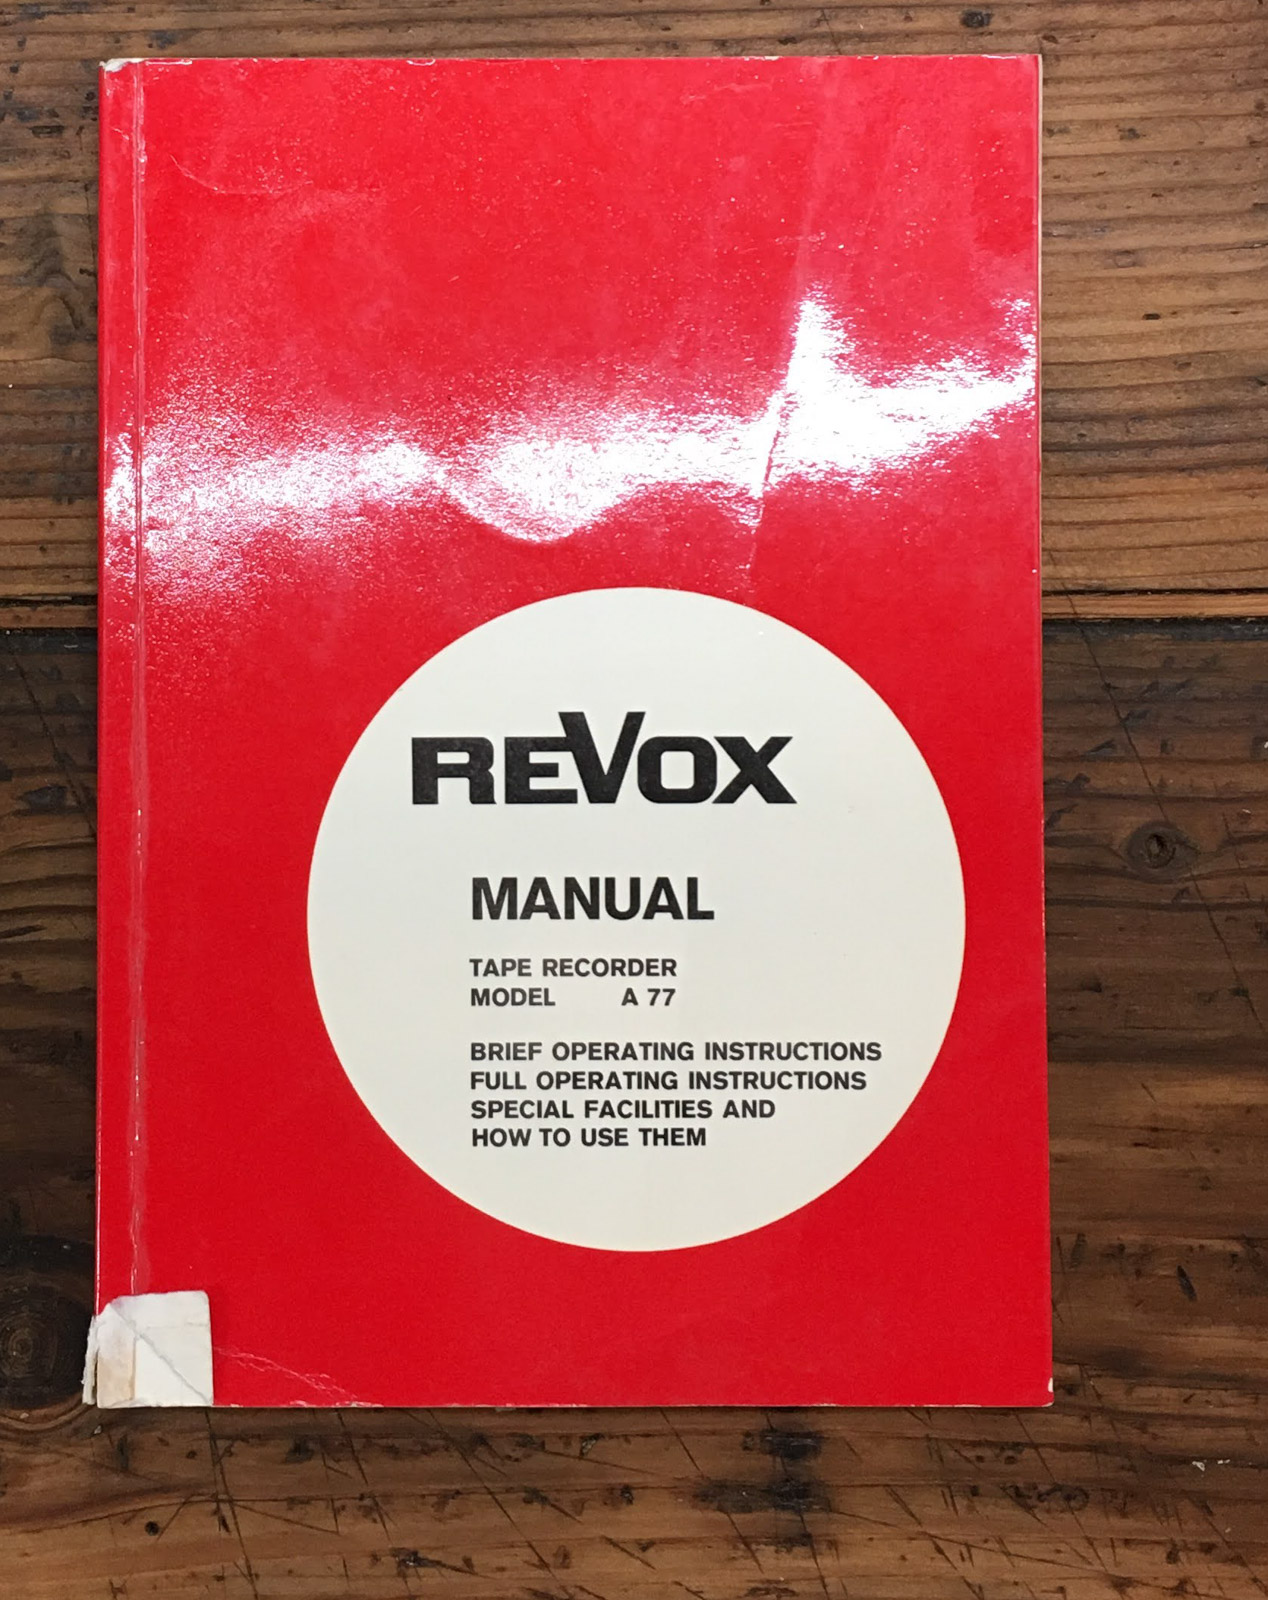 REVOX
MANUAL
TAPE RECORDER
MODEL A 77
BRIEF OPERATING INSTRUCTIONS
FULL OPERATING INSTRUCTIONS
SPECIAL FACILITIES AND
HOW TO USE THEM